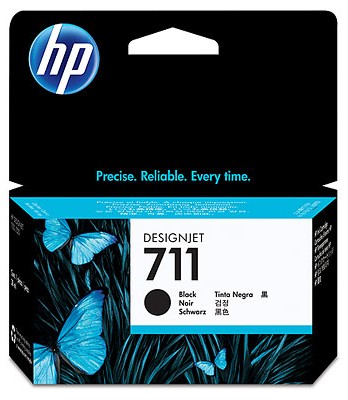 hp
Precise. Reliable. Every time.
DESIGNJET
711
Black Tinta Negra 黒
Noir 검정
Schwarz 黑色